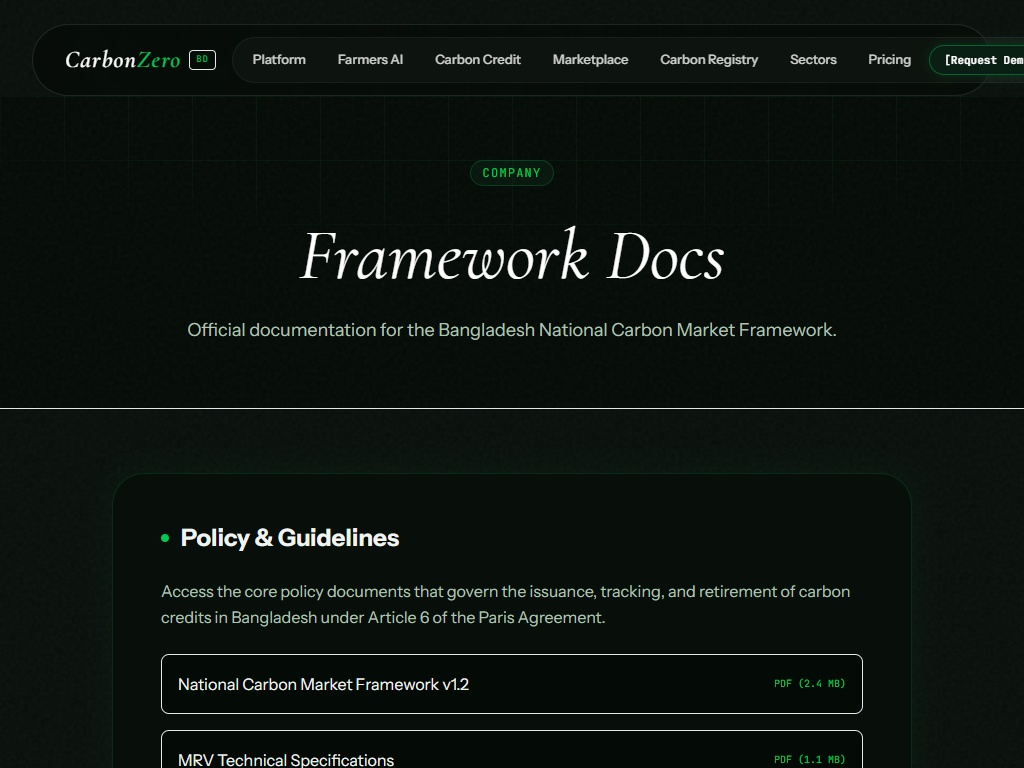 CarbonZero BD Platform Farmers AI Carbon Credit Marketplace Carbon Registry Sectors Pricing [Request Dem
COMPANY
Framework Docs
Official documentation for the Bangladesh National Carbon Market Framework.
Policy & Guidelines
Access the core policy documents that govern the issuance, tracking, and retirement of carbon
credits in Bangladesh under Article 6 of the Paris Agreement.
National Carbon Market Framework v1.2 PDF (2.4 MB)
MRV Technical Specifications PDF (1.1 MB)